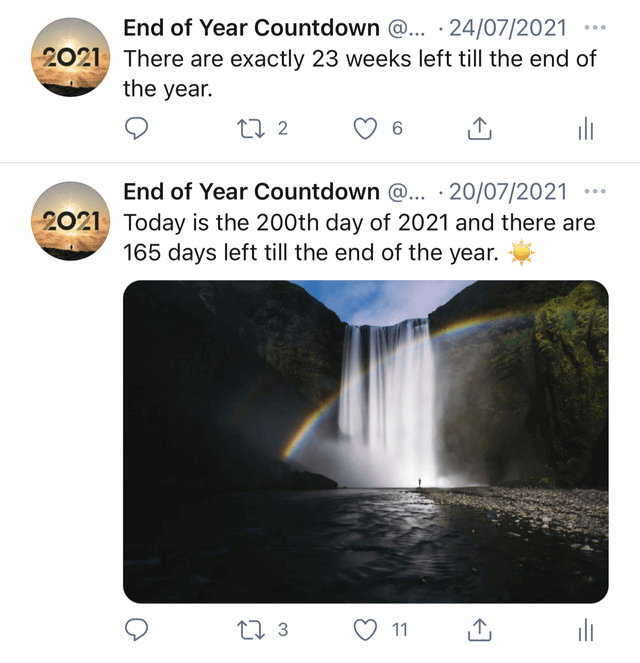 End of Year Countdown @... · 24/07/2021 ...
2021
There are exactly 23 weeks left till the end of
the year.
2 6
End of Year Countdown @... · 20/07/2021 ...
2021
Today is the 200th day of 2021 and there are
165 days left till the end of the year. ☀️
3 11